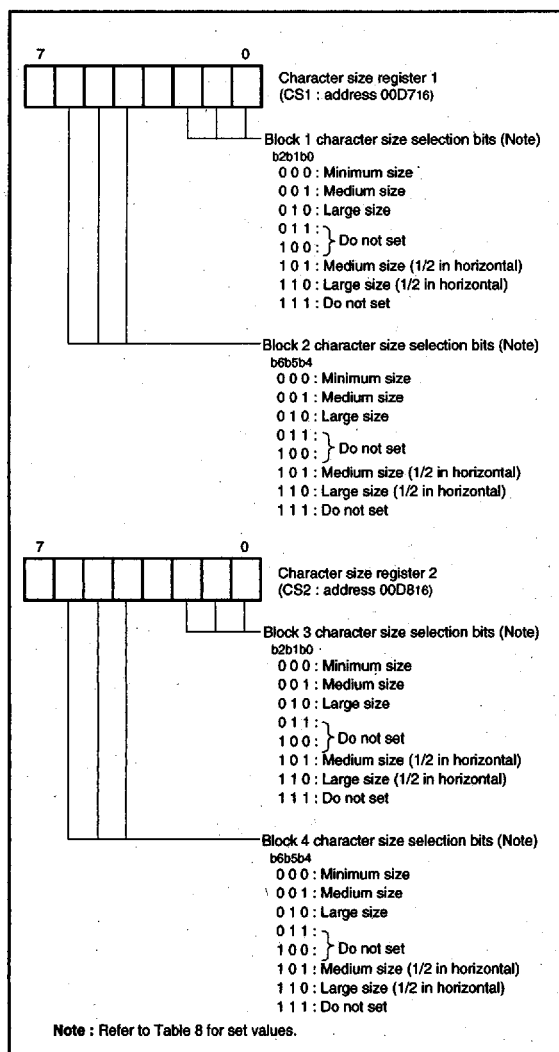 7 0
Character size register 1
(CS1 : address 00D716)
Block 1 character size selection bits (Note)
b2b1b0
0 0 0 : Minimum size
0 0 1 : Medium size
0 1 0 : Large size
0 1 1 :
1 0 0 : } Do not set
1 0 1 : Medium size (1/2 in horizontal)
1 1 0 : Large size (1/2 in horizontal)
1 1 1 : Do not set
Block 2 character size selection bits (Note)
b6b5b4
0 0 0 : Minimum size
0 0 1 : Medium size
0 1 0 : Large size
0 1 1 :
1 0 0 : } Do not set
1 0 1 : Medium size (1/2 in horizontal)
1 1 0 : Large size (1/2 in horizontal)
1 1 1 : Do not set
7 0
Character size register 2
(CS2 : address 00D816)
Block 3 character size selection bits (Note)
b2b1b0
0 0 0 : Minimum size
0 0 1 : Medium size
0 1 0 : Large size
0 1 1 :
1 0 0 : } Do not set
1 0 1 : Medium size (1/2 in horizontal)
1 1 0 : Large size (1/2 in horizontal)
1 1 1 : Do not set
Block 4 character size selection bits (Note)
b6b5b4
0 0 0 : Minimum size
0 0 1 : Medium size
0 1 0 : Large size
0 1 1 :
1 0 0 : } Do not set
1 0 1 : Medium size (1/2 in horizontal)
1 1 0 : Large size (1/2 in horizontal)
1 1 1 : Do not set
Note : Refer to Table 8 for set values.